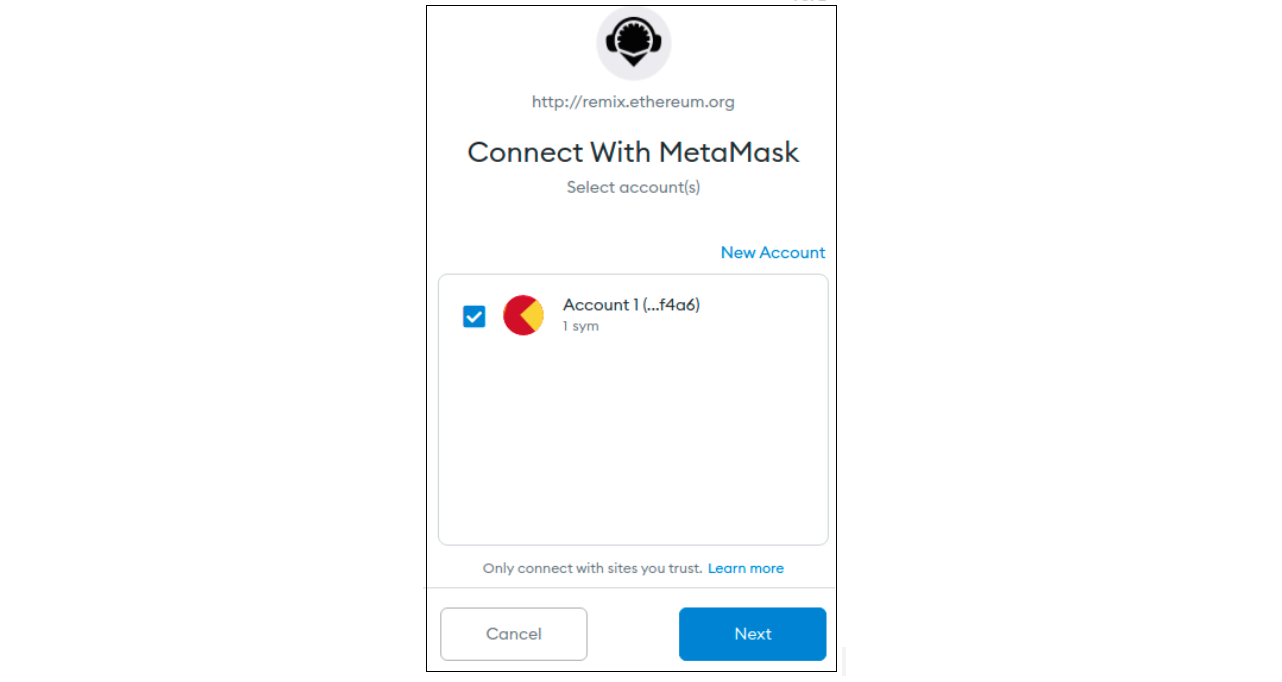 http://remix.ethereum.org
Connect With MetaMask
Select account(s)
New Account
Account 1 (...f4a6)
1 sym
Only connect with sites you trust. Learn more
Cancel
Next